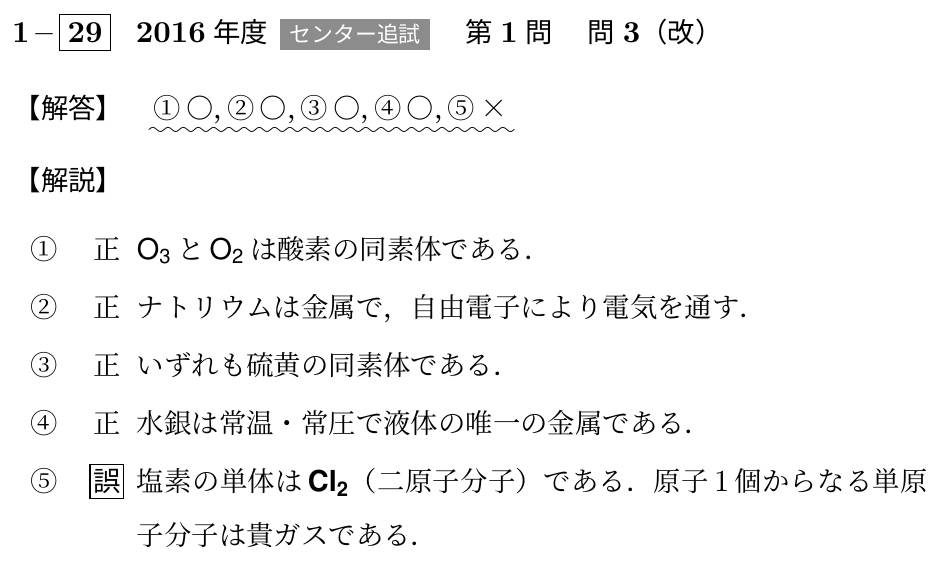 1－29 2016 年度 センター追試 第 1 問 問 3（改）
【解答】 ①○, ②○, ③○, ④○, ⑤×
【解説】
① 正 O₃ と O₂ は酸素の同素体である．
② 正 ナトリウムは金属で，自由電子により電気を通す．
③ 正 いずれも硫黄の同素体である．
④ 正 水銀は常温・常圧で液体の唯一の金属である．
⑤ 誤 塩素の単体は Cl₂（二原子分子）である．原子１個からなる単原
子分子は貴ガスである．